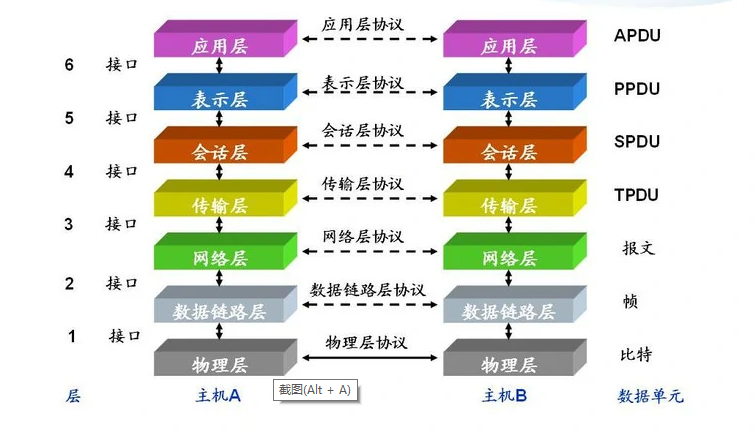 应用层 应用层协议 应用层 APDU
6 接口
表示层 表示层协议 表示层 PPDU
5 接口
会话层 会话层协议 会话层 SPDU
4 接口
传输层 传输层协议 传输层 TPDU
3 接口
网络层 网络层协议 网络层 报文
2 接口
数据链路层 数据链路层协议 数据链路层 帧
1 接口
物理层 物理层协议 物理层 比特
层 主机A 截图(Alt + A) 主机B 数据单元